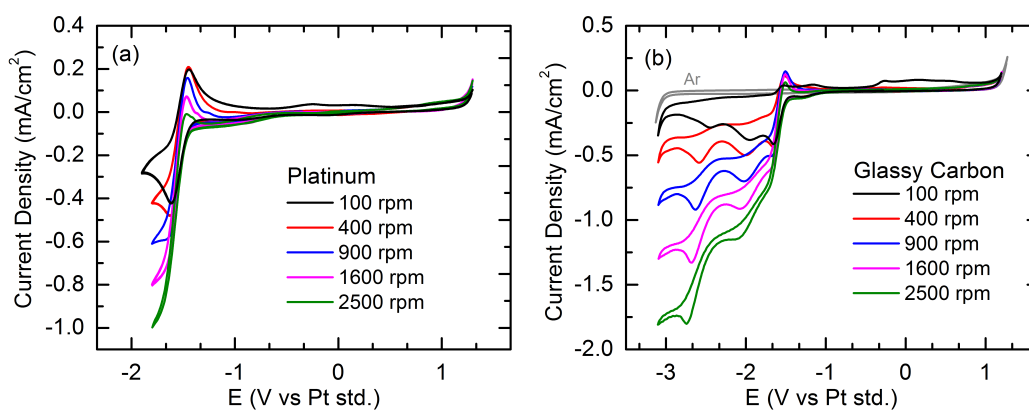 (a)
0.4
0.2
0.0
-0.2
-0.4
-0.6
-0.8
-1.0
Current Density (mA/cm²)
Platinum
100 rpm
400 rpm
900 rpm
1600 rpm
2500 rpm
-2 -1 0 1
E (V vs Pt std.)
(b)
0.5
0.0
-0.5
-1.0
-1.5
-2.0
Current Density (mA/cm²)
Ar
Glassy Carbon
100 rpm
400 rpm
900 rpm
1600 rpm
2500 rpm
-3 -2 -1 0 1
E (V vs Pt std.)